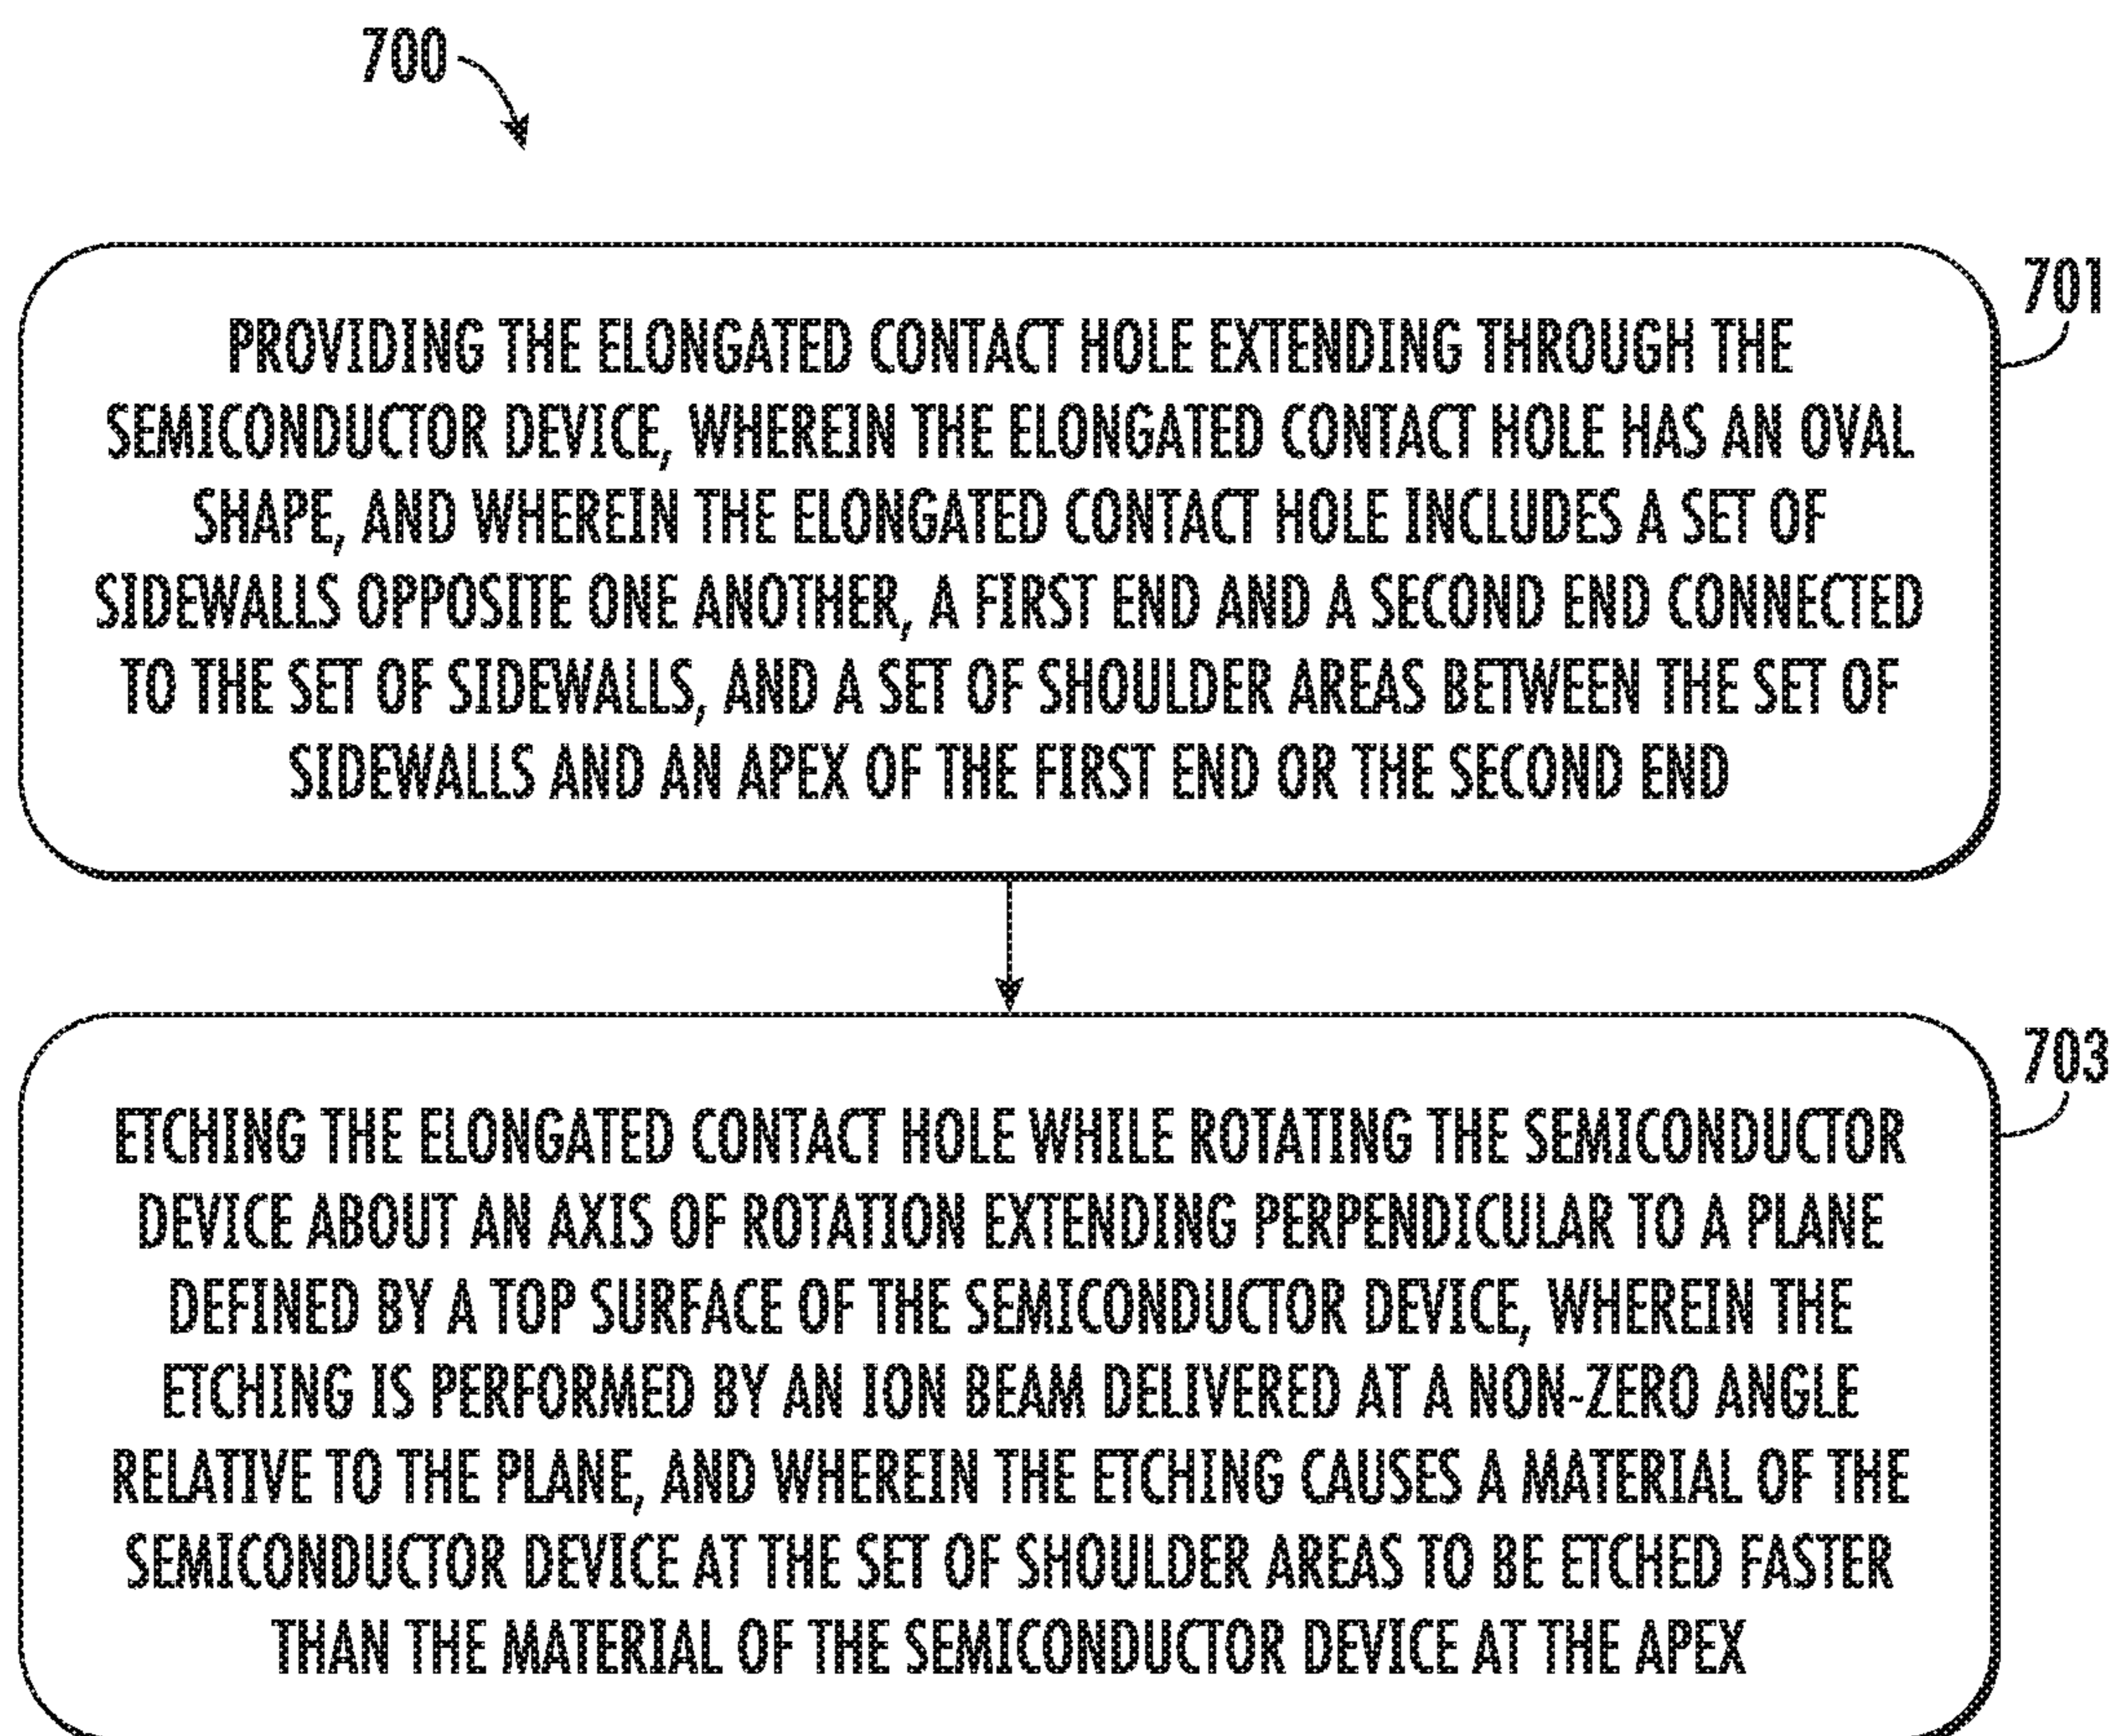 700
701
PROVIDING THE ELONGATED CONTACT HOLE EXTENDING THROUGH THE
SEMICONDUCTOR DEVICE, WHEREIN THE ELONGATED CONTACT HOLE HAS AN OVAL
SHAPE, AND WHEREIN THE ELONGATED CONTACT HOLE INCLUDES A SET OF
SIDEWALLS OPPOSITE ONE ANOTHER, A FIRST END AND A SECOND END CONNECTED
TO THE SET OF SIDEWALLS, AND A SET OF SHOULDER AREAS BETWEEN THE SET OF
SIDEWALLS AND AN APEX OF THE FIRST END OR THE SECOND END
703
ETCHING THE ELONGATED CONTACT HOLE WHILE ROTATING THE SEMICONDUCTOR
DEVICE ABOUT AN AXIS OF ROTATION EXTENDING PERPENDICULAR TO A PLANE
DEFINED BY A TOP SURFACE OF THE SEMICONDUCTOR DEVICE, WHEREIN THE
ETCHING IS PERFORMED BY AN ION BEAM DELIVERED AT A NON-ZERO ANGLE
RELATIVE TO THE PLANE, AND WHEREIN THE ETCHING CAUSES A MATERIAL OF THE
SEMICONDUCTOR DEVICE AT THE SET OF SHOULDER AREAS TO BE ETCHED FASTER
THAN THE MATERIAL OF THE SEMICONDUCTOR DEVICE AT THE APEX